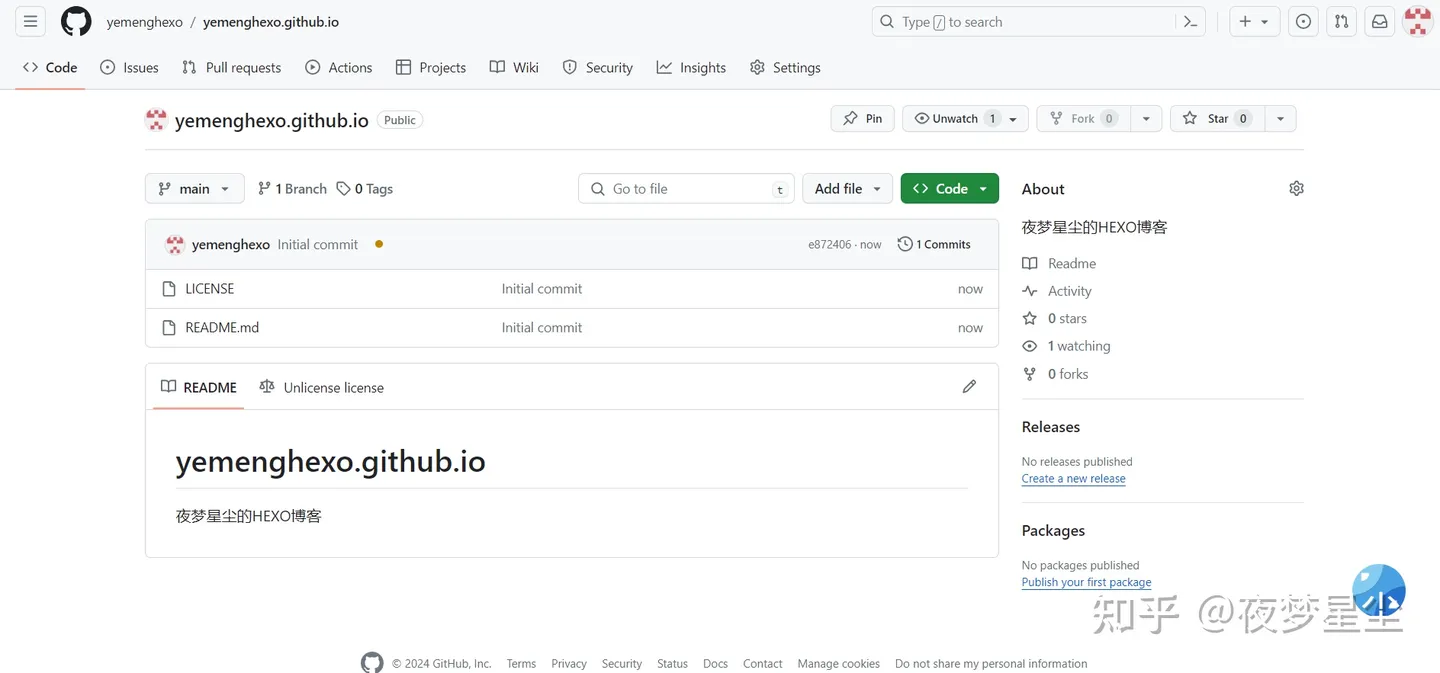 yemenghexo / yemenghexo.github.io Type / to search
Code Issues Pull requests Actions Projects Wiki Security Insights Settings
yemenghexo.github.io Public Pin Unwatch 1 Fork 0 Star 0
main 1 Branch 0 Tags Go to file t Add file Code
yemenghexo Initial commit e872406 · now 1 Commits
LICENSE Initial commit now
README.md Initial commit now
README Unlicense license
yemenghexo.github.io
夜梦星尘的HEXO博客
About
夜梦星尘的HEXO博客
Readme
Activity
0 stars
1 watching
0 forks
Releases
No releases published
Create a new release
Packages
No packages published
Publish your first package
知乎 @夜梦星尘
© 2024 GitHub, Inc. Terms Privacy Security Status Docs Contact Manage cookies Do not share my personal information